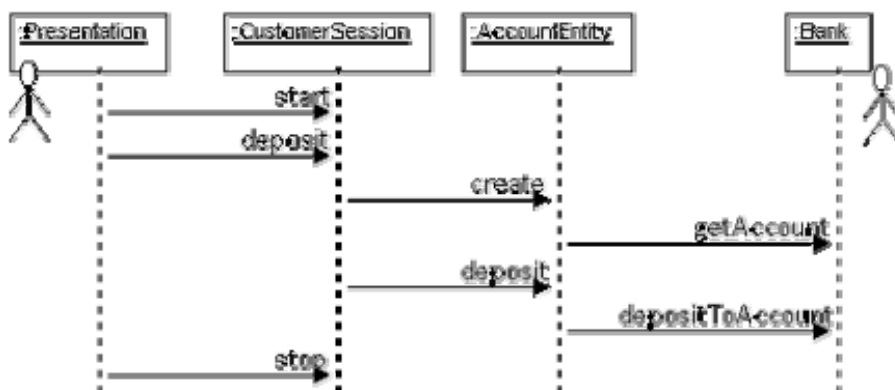 :Presentation
:CustomerSession
:AccountEntity
:Bank
start
deposit
create
getAccount
deposit
depositToAccount
stop